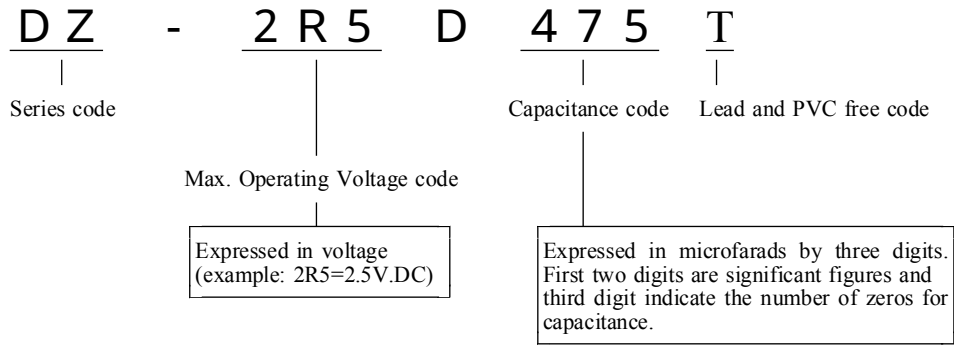 DZ - 2R5 D 475 T
Series code
Capacitance code
Lead and PVC free code
Max. Operating Voltage code
Expressed in voltage
(example: 2R5=2.5V.DC)
Expressed in microfarads by three digits.
First two digits are significant figures and
third digit indicate the number of zeros for
capacitance.